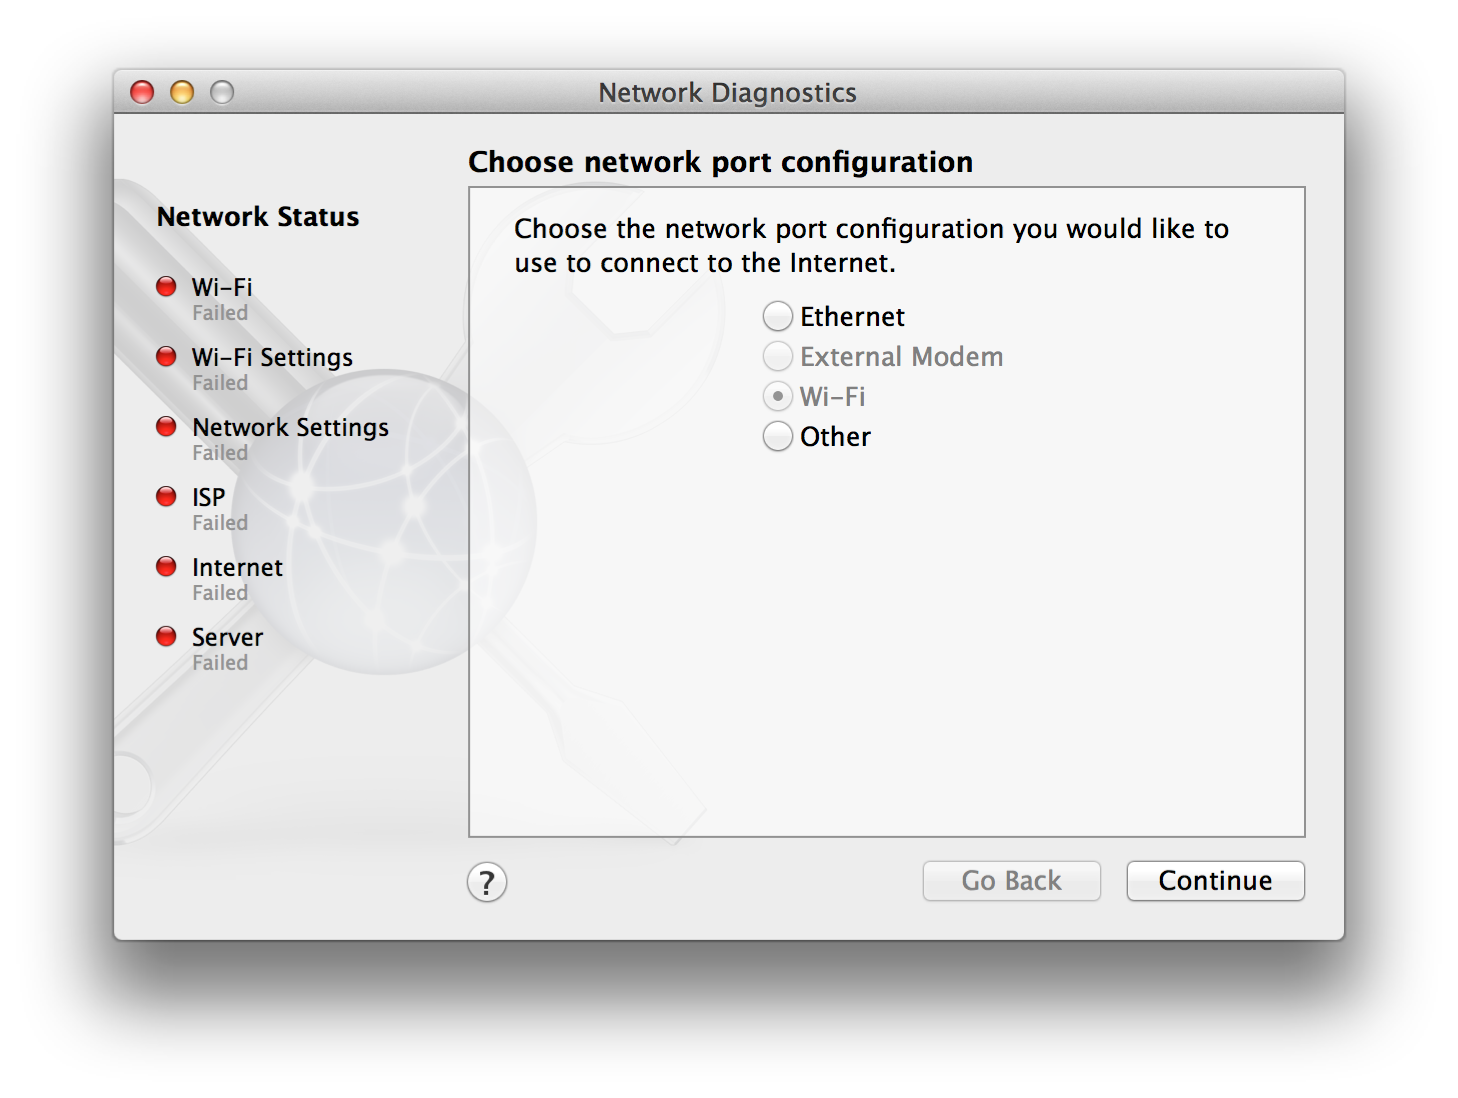 Network Diagnostics
Choose network port configuration
Network Status
Wi-Fi
Failed
Wi-Fi Settings
Failed
Network Settings
Failed
ISP
Failed
Internet
Failed
Server
Failed
Choose the network port configuration you would like to
use to connect to the Internet.
Ethernet
External Modem
Wi-Fi
Other
?
Go Back
Continue